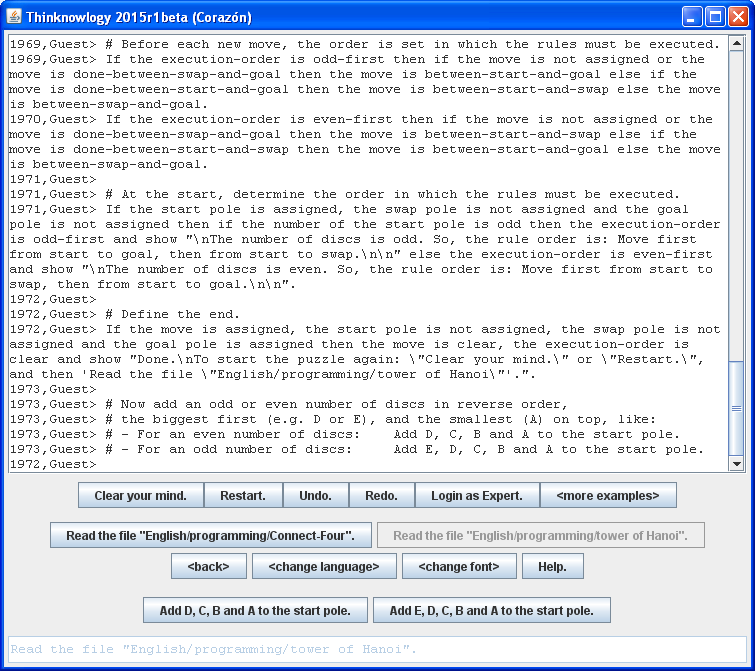 Thinknowlogy 2015r1beta (Corazón)
1969,Guest> # Before each new move, the order is set in which the rules must be executed.
1969,Guest> If the execution-order is odd-first then if the move is not assigned or the
move is done-between-swap-and-goal then the move is between-start-and-goal else if the
move is done-between-start-and-goal then the move is between-start-and-swap else the move
is between-swap-and-goal.
1970,Guest> If the execution-order is even-first then if the move is not assigned or the
move is done-between-swap-and-goal then the move is between-start-and-swap else if the
move is done-between-start-and-swap then the move is between-start-and-goal else the move
is between-swap-and-goal.
1971,Guest>
1971,Guest> # At the start, determine the order in which the rules must be executed.
1971,Guest> If the start pole is assigned, the swap pole is not assigned and the goal
pole is not assigned then if the number of the start pole is odd then the execution-order
is odd-first and show "\nThe number of discs is odd. So, the rule order is: Move first
from start to goal, then from start to swap.\n\n" else the execution-order is even-first
and show "\nThe number of discs is even. So, the rule order is: Move first from start to
swap, then from start to goal.\n\n".
1972,Guest>
1972,Guest> # Define the end.
1972,Guest> If the move is assigned, the start pole is not assigned, the swap pole is not
assigned and the goal pole is assigned then the move is clear, the execution-order is
clear and show "Done.\nTo start the puzzle again: \"Clear your mind.\" or \"Restart.\",
and then 'Read the file \"English/programming/tower of Hanoi\"'.".
1973,Guest>
1973,Guest> # Now add an odd or even number of discs in reverse order,
1973,Guest> # the biggest first (e.g. D or E), and the smallest (A) on top, like:
1973,Guest> # - For an even number of discs: Add D, C, B and A to the start pole.
1973,Guest> # - For an odd number of discs: Add E, D, C, B and A to the start pole.
1972,Guest>
Clear your mind. Restart. Undo. Redo. Login as Expert. <more examples>
Read the file "English/programming/Connect-Four". Read the file "English/programming/tower of Hanoi".
<back> <change language> <change font> Help.
Add D, C, B and A to the start pole. Add E, D, C, B and A to the start pole.
Read the file "English/programming/tower of Hanoi".